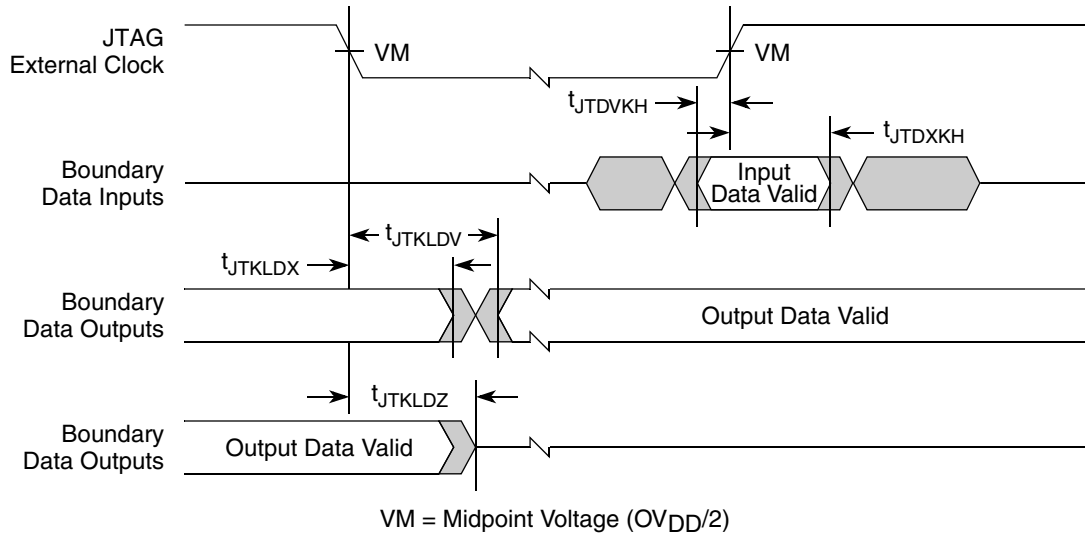 JTAG
External Clock
VM
VM
tJTDVKH
tJTDXKH
Boundary
Data Inputs
Input
Data Valid
tJTKLDV
tJTKLDX
Boundary
Data Outputs
Output Data Valid
tJTKLDZ
Boundary
Data Outputs
Output Data Valid
VM = Midpoint Voltage (OVDD/2)